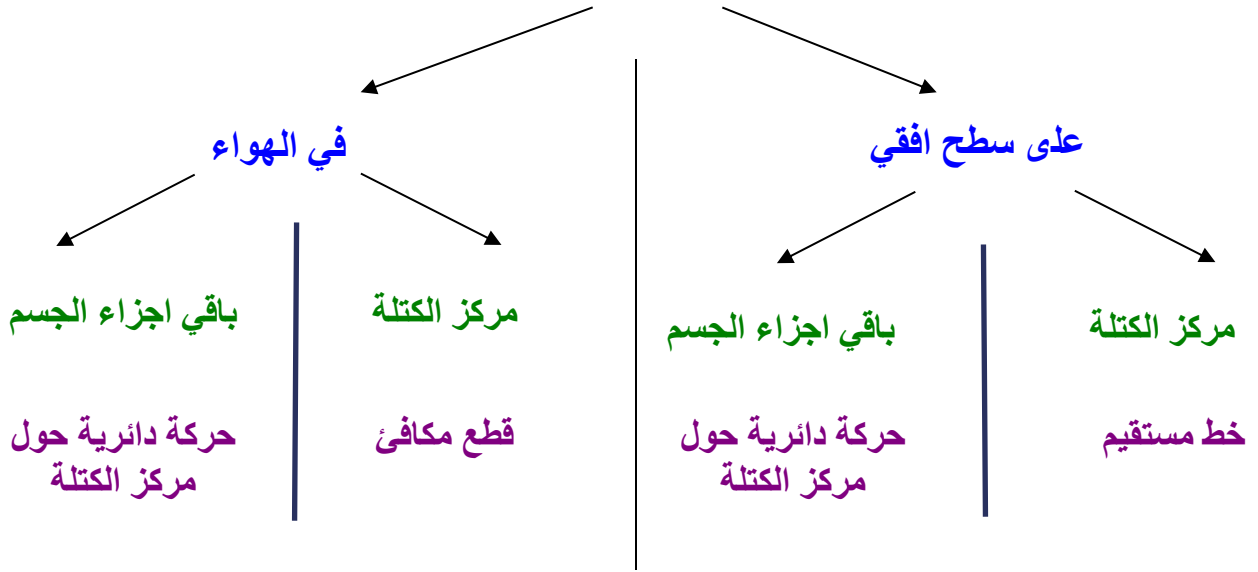 على سطح افقي
في الهواء
مركز الكتلة
باقي اجزاء الجسم
مركز الكتلة
باقي اجزاء الجسم
خط مستقيم
حركة دائرية حول
مركز الكتلة
قطع مكافئ
حركة دائرية حول
مركز الكتلة